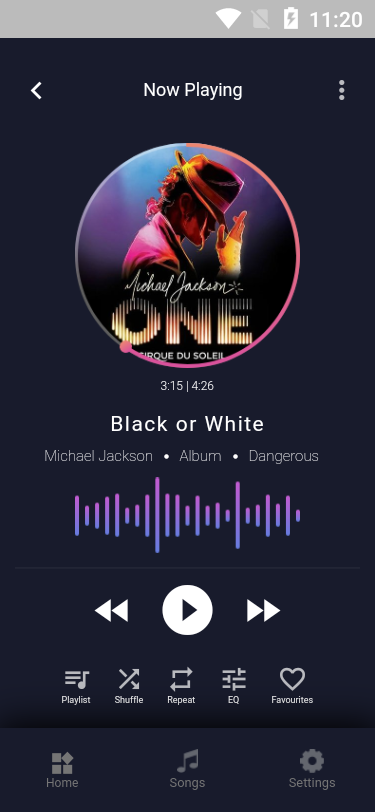 11:20
Now Playing
Michael Jackson
ONE
CIRQUE DU SOLEIL
3:15 | 4:26
Black or White
Michael Jackson • Album • Dangerous
Playlist Shuffle Repeat EQ Favourites
Home Songs Settings